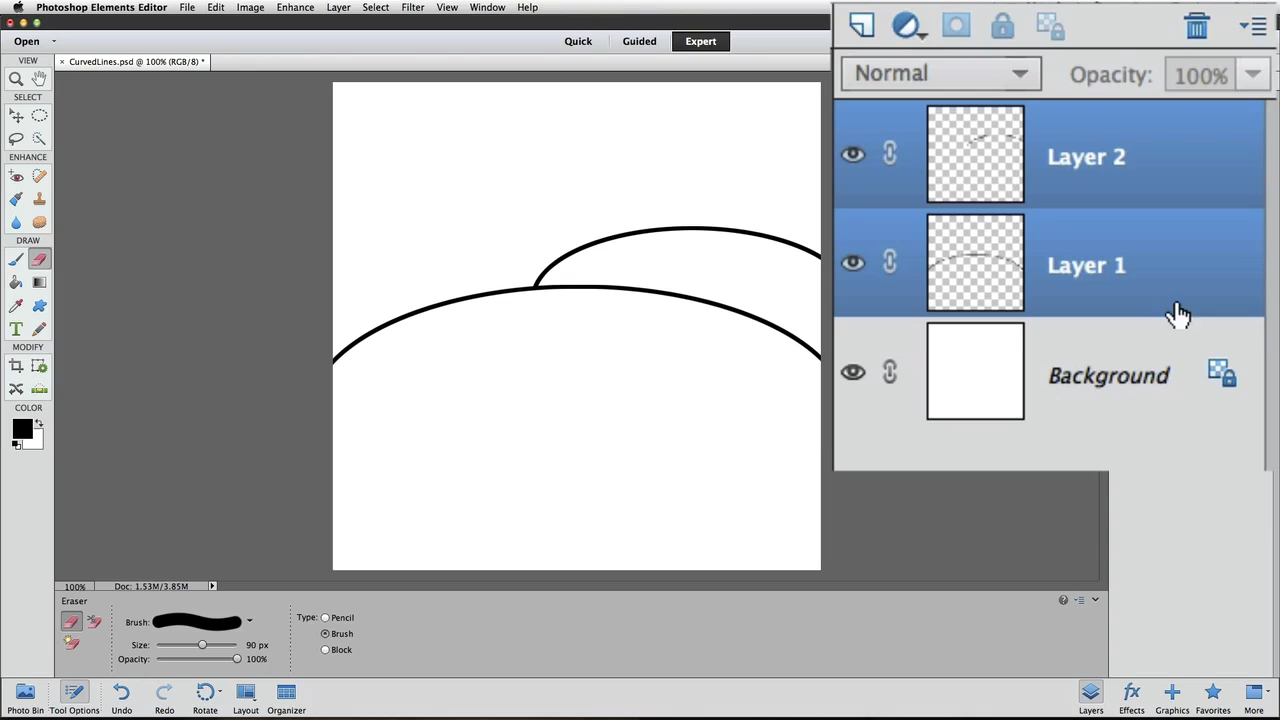 Photoshop Elements Editor File Edit Image Enhance Layer Select Filter View Window Help
Open Quick Guided Expert
VIEW
× CurvedLines.psd @ 100% (RGB/8) *
SELECT
ENHANCE
DRAW
T
MODIFY
COLOR
Normal Opacity: 100%
Layer 2
Layer 1
Background
100% Doc: 1.53M/3.85M
Eraser
Brush:
Size: 90 px
Opacity: 100%
Type: Pencil
Brush
Block
Photo Bin Tool Options Undo Redo Rotate Layout Organizer fx Layers Effects Graphics Favorites More